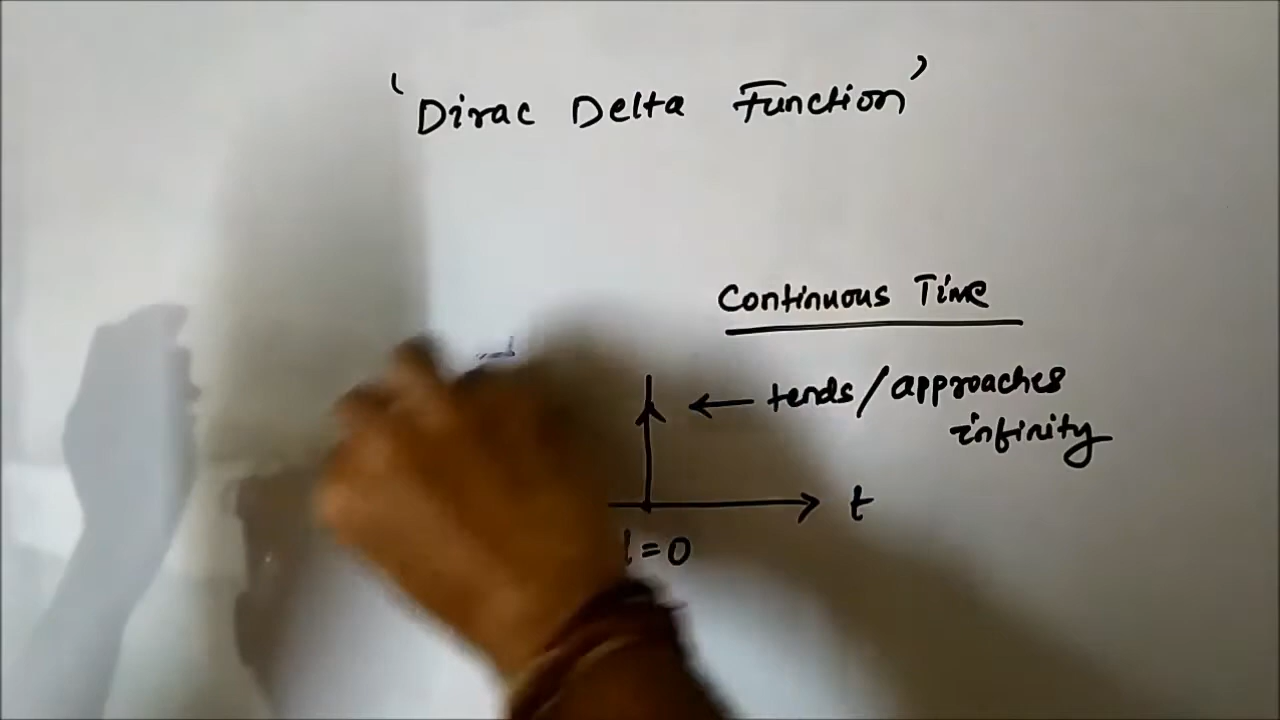 'Dirac Delta Function'
Continuous Time
tends/approaches
infinity
t
=0